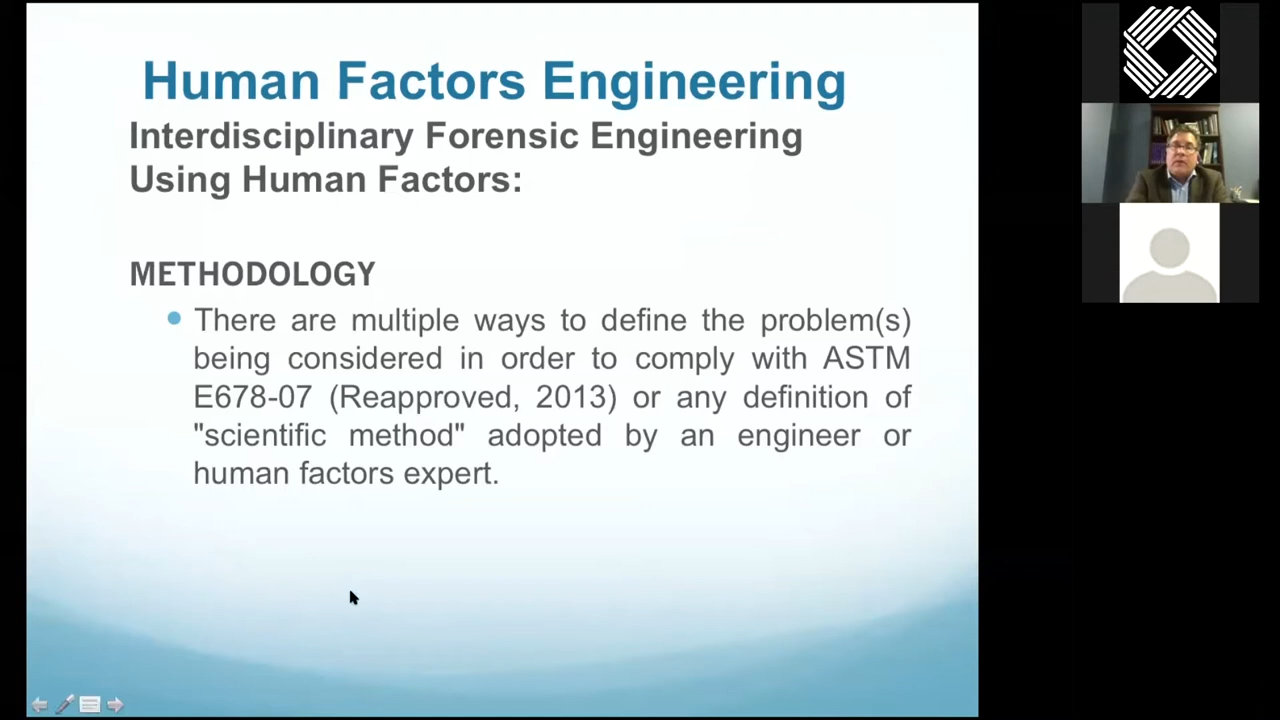 Human Factors Engineering
Interdisciplinary Forensic Engineering
Using Human Factors:
METHODOLOGY
There are multiple ways to define the problem(s)
being considered in order to comply with ASTM
E678-07 (Reapproved, 2013) or any definition of
"scientific method" adopted by an engineer or
human factors expert.